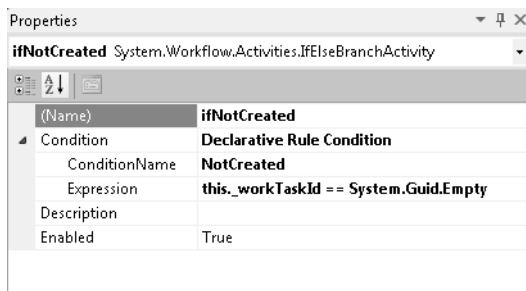 Properties
ifNotCreated System.Workflow.Activities.IfElseBranchActivity
(Name) ifNotCreated
Condition Declarative Rule Condition
ConditionName NotCreated
Expression this._workTaskId == System.Guid.Empty
Description
Enabled True